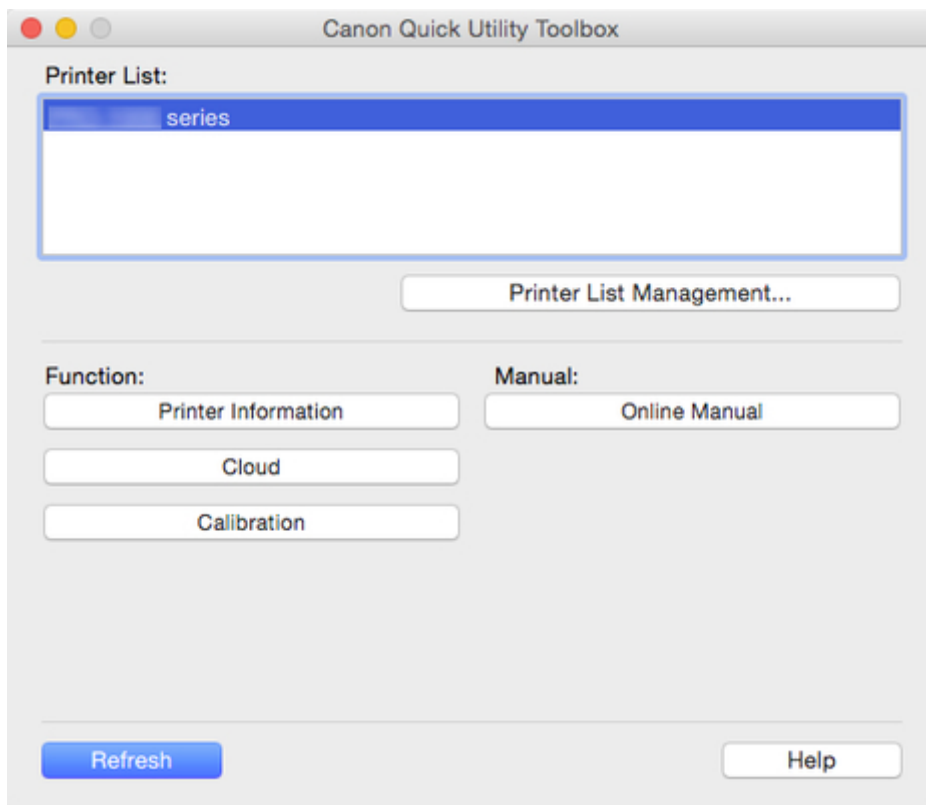 Canon Quick Utility Toolbox
Printer List:
series
Printer List Management...
Function:
Manual:
Printer Information
Online Manual
Cloud
Calibration
Refresh
Help